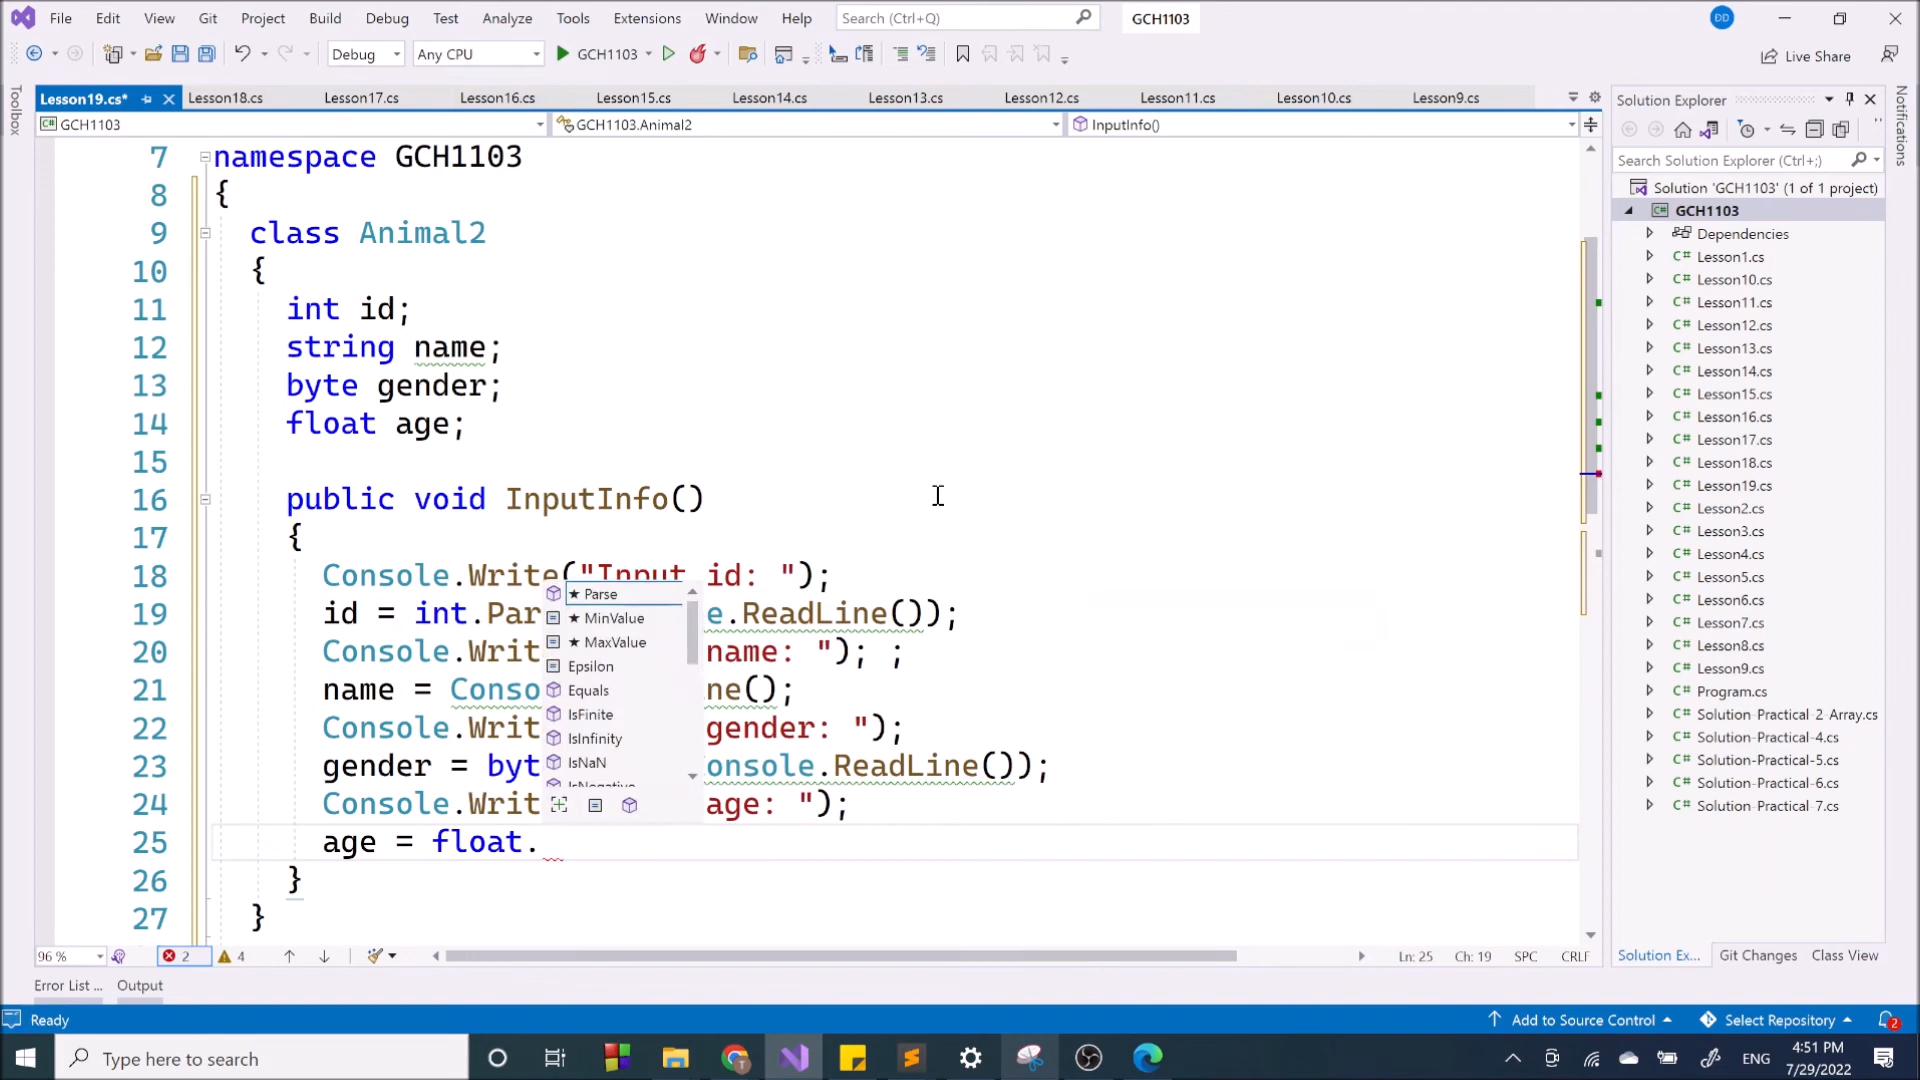 File Edit View Git Project Build Debug Test Analyze Tools Extensions Window Help Search (Ctrl+Q) GCH1103 DD
Debug Any CPU GCH1103 Live Share
Toolbox
Notifications
Lesson19.cs* Lesson18.cs Lesson17.cs Lesson16.cs Lesson15.cs Lesson14.cs Lesson13.cs Lesson12.cs Lesson11.cs Lesson10.cs Lesson9.cs
GCH1103 GCH1103.Animal2 InputInfo()
7 namespace GCH1103
8 {
9 class Animal2
10 {
11 int id;
12 string name;
13 byte gender;
14 float age;
15
16 public void InputInfo()
17 {
18 Console.Write("Input id: ");
19 id = int.Par e.ReadLine());
20 Console.Writ name: "); ;
21 name = Conso ne();
22 Console.Writ gender: ");
23 gender = byt onsole.ReadLine());
24 Console.Writ age: ");
25 age = float.
26 }
27 }
★ Parse
★ MinValue
★ MaxValue
Epsilon
Equals
IsFinite
IsInfinity
IsNaN
IsNegative
96 % 2 4 Ln: 25 Ch: 19 SPC CRLF
Error List ... Output
Solution Explorer
Search Solution Explorer (Ctrl+;)
Solution 'GCH1103' (1 of 1 project)
GCH1103
Dependencies
C# Lesson1.cs
C# Lesson10.cs
C# Lesson11.cs
C# Lesson12.cs
C# Lesson13.cs
C# Lesson14.cs
C# Lesson15.cs
C# Lesson16.cs
C# Lesson17.cs
C# Lesson18.cs
C# Lesson19.cs
C# Lesson2.cs
C# Lesson3.cs
C# Lesson4.cs
C# Lesson5.cs
C# Lesson6.cs
C# Lesson7.cs
C# Lesson8.cs
C# Lesson9.cs
C# Program.cs
C# Solution-Practical-2-Array.cs
C# Solution-Practical-4.cs
C# Solution-Practical-5.cs
C# Solution-Practical-6.cs
C# Solution-Practical-7.cs
Solution Ex... Git Changes Class View
Ready Add to Source Control Select Repository 2
Type here to search ENG 4:51 PM
7/29/2022